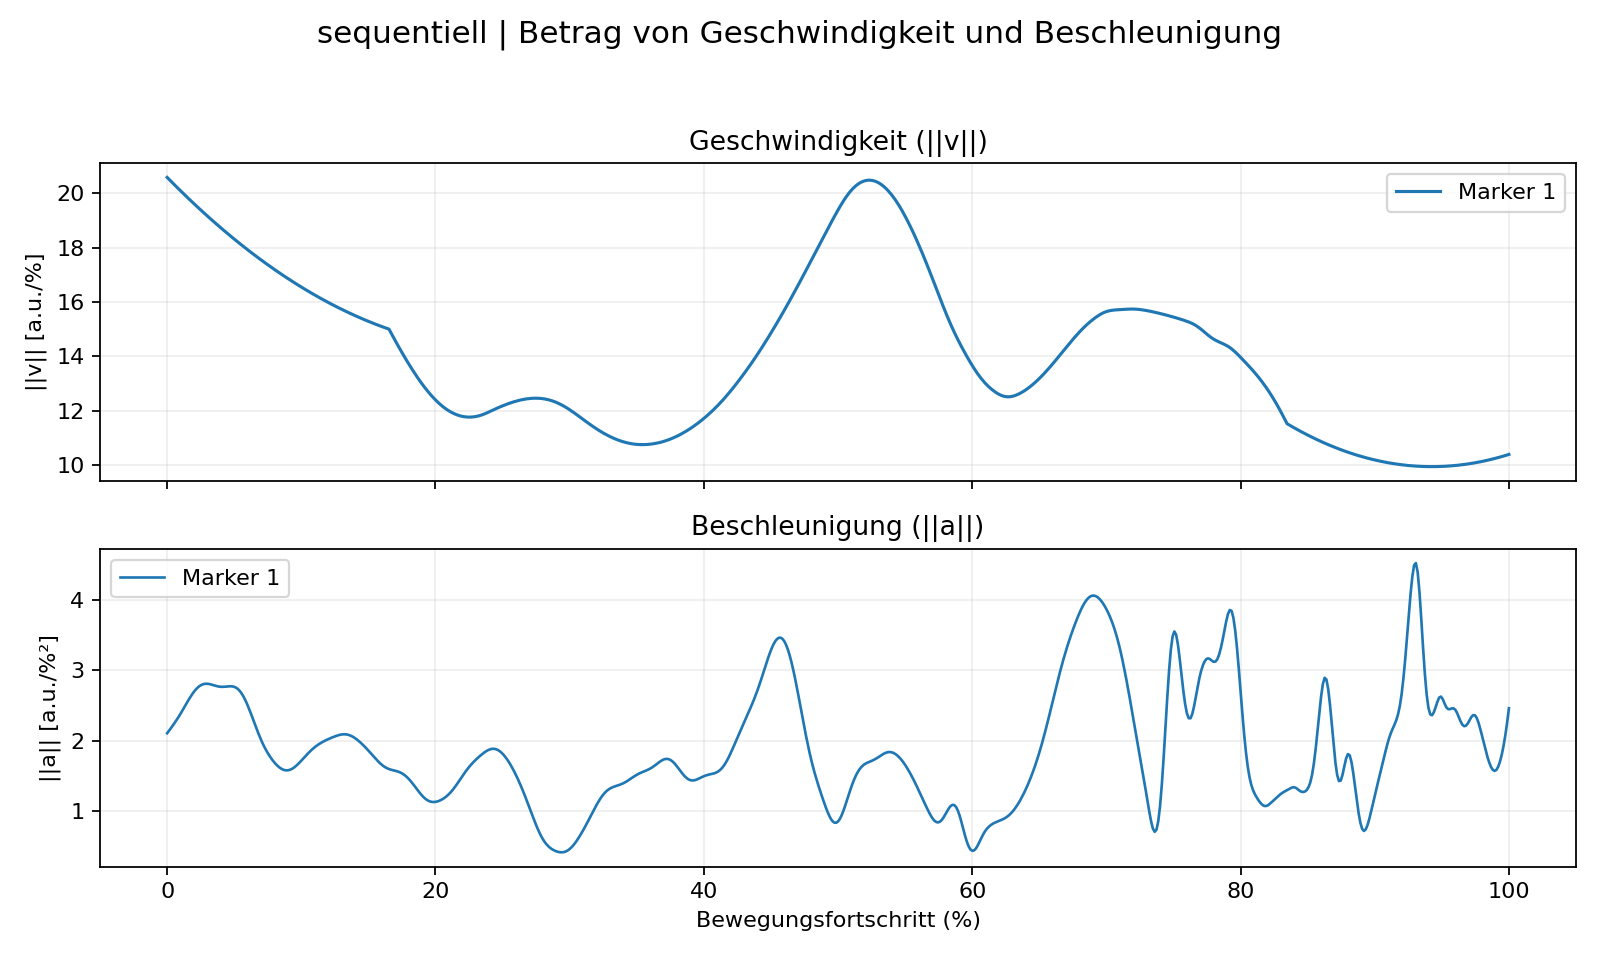 sequentiell | Betrag von Geschwindigkeit und Beschleunigung
Geschwindigkeit (||v||)
||v|| [a.u./%]
20
18
16
14
12
10
Marker 1
Beschleunigung (||a||)
||a|| [a.u./%²]
4
3
2
1
Marker 1
0 20 40 60 80 100
Bewegungsfortschritt (%)